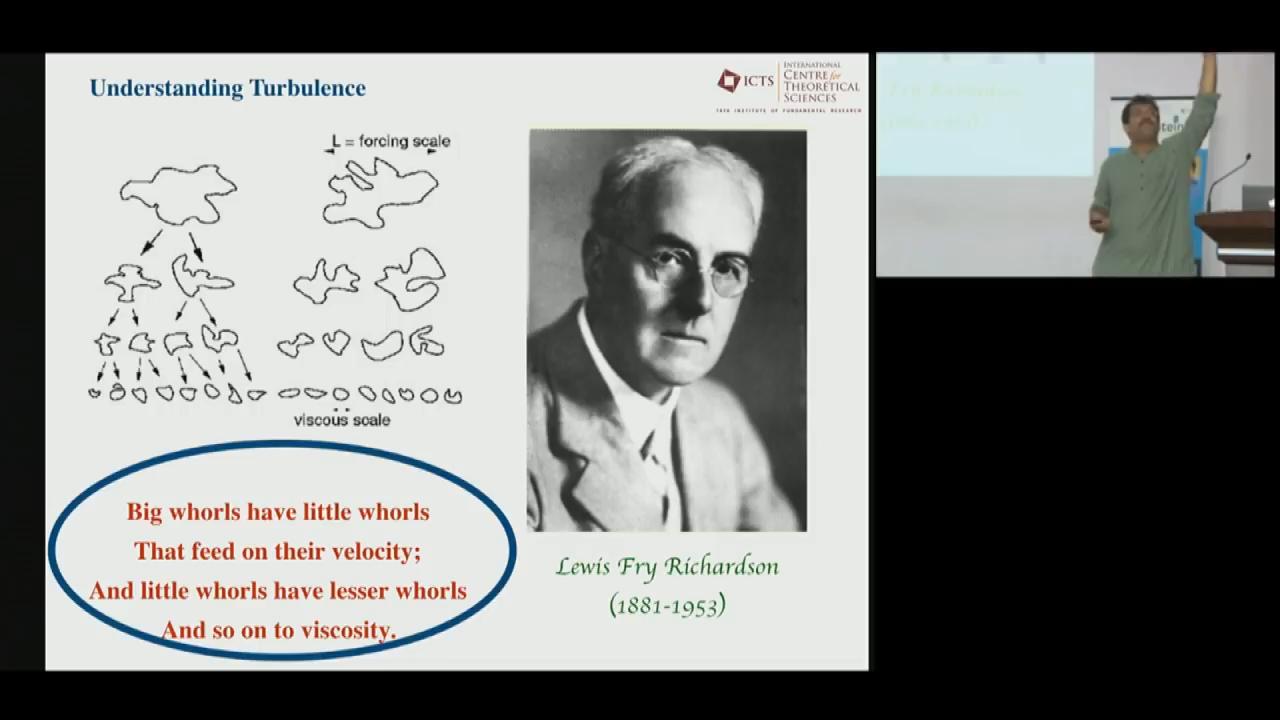 Understanding Turbulence
ICTS
INTERNATIONAL
CENTRE for
THEORETICAL
SCIENCES
TATA INSTITUTE OF FUNDAMENTAL RESEARCH
L = forcing scale
viscous scale
Big whorls have little whorls
That feed on their velocity;
And little whorls have lesser whorls
And so on to viscosity.
Lewis Fry Richardson
(1881-1953)